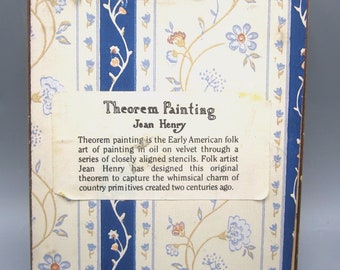 Theorem Painting
Jean Henry
Theorem painting is the Early American folk
art of painting in oil on velvet through a
series of closely aligned stencils. Folk artist
Jean Henry has designed this original
theorem to capture the whimsical charm of
country primitives created two centuries ago.